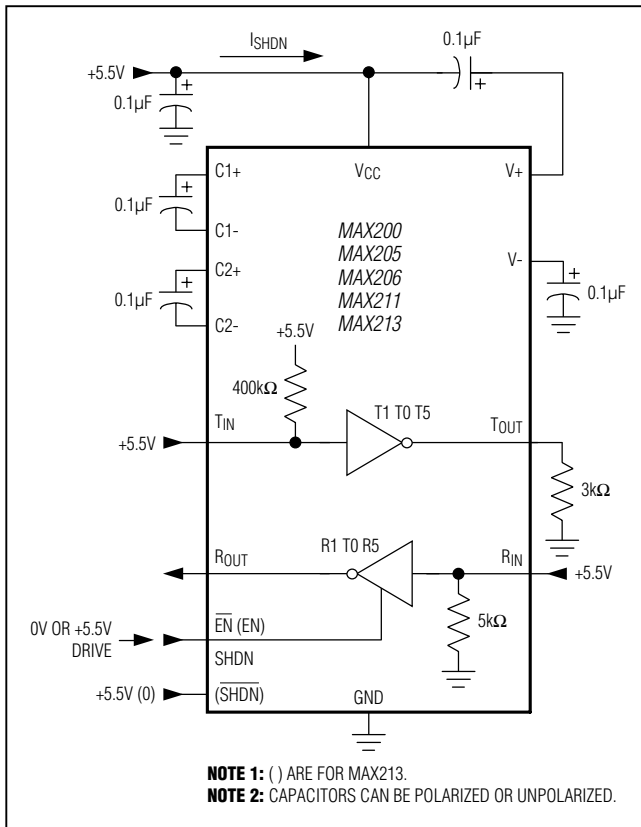 ISHDN
0.1µF
+5.5V
+
+
0.1µF
C1+
VCC
V+
+
0.1µF
C1-
MAX200
C2+
MAX205
V-
+
MAX206
+
0.1µF
MAX211
0.1µF
C2-
MAX213
+5.5V
400kΩ
TIN
T1 TO T5
TOUT
+5.5V
3kΩ
ROUT
R1 TO R5
RIN
+5.5V
5kΩ
0V OR +5.5V
DRIVE
EN (EN)
SHDN
+5.5V (0)
(SHDN)
GND
NOTE 1: ( ) ARE FOR MAX213.
NOTE 2: CAPACITORS CAN BE POLARIZED OR UNPOLARIZED.